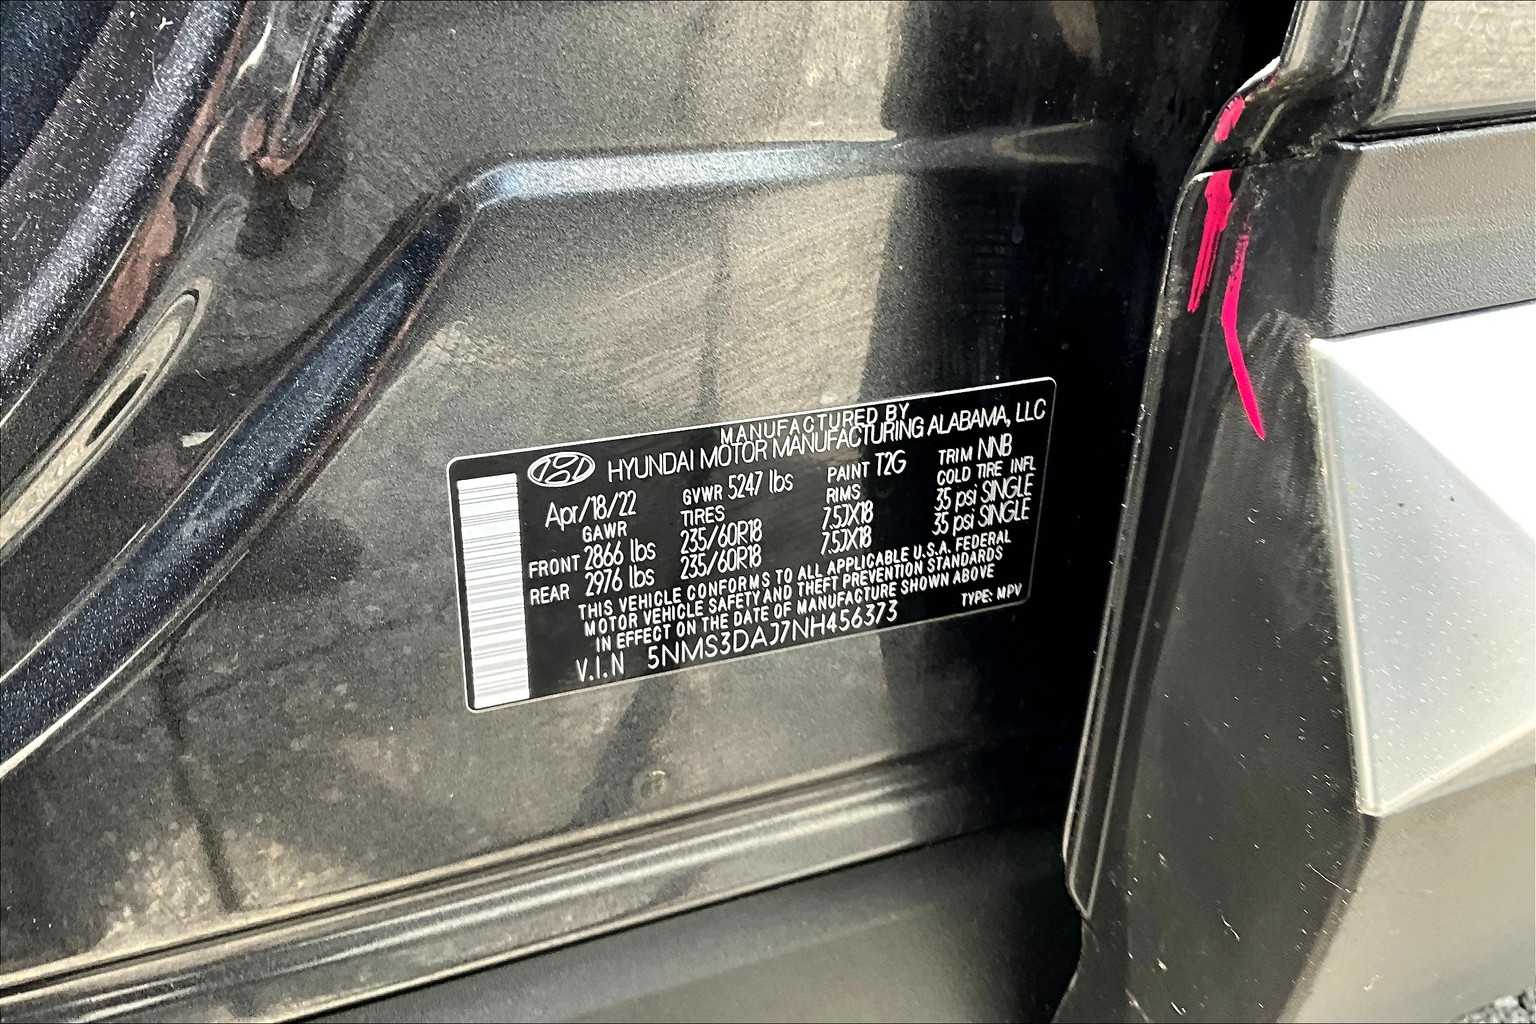 MANUFACTURED BY
HYUNDAI MOTOR MANUFACTURING ALABAMA, LLC
Apr/18/22 GVWR 5247 lbs PAINT T2G TRIM NNB
GAWR TIRES RIMS COLD TIRE INFL
FRONT 2866 lbs 235/60R18 7.5JX18 35 psi SINGLE
REAR 2976 lbs 235/60R18 7.5JX18 35 psi SINGLE
THIS VEHICLE CONFORMS TO ALL APPLICABLE U.S.A. FEDERAL
MOTOR VEHICLE SAFETY AND THEFT PREVENTION STANDARDS
IN EFFECT ON THE DATE OF MANUFACTURE SHOWN ABOVE
V.I.N 5NMS3DAJ7NH456373 TYPE: MPV